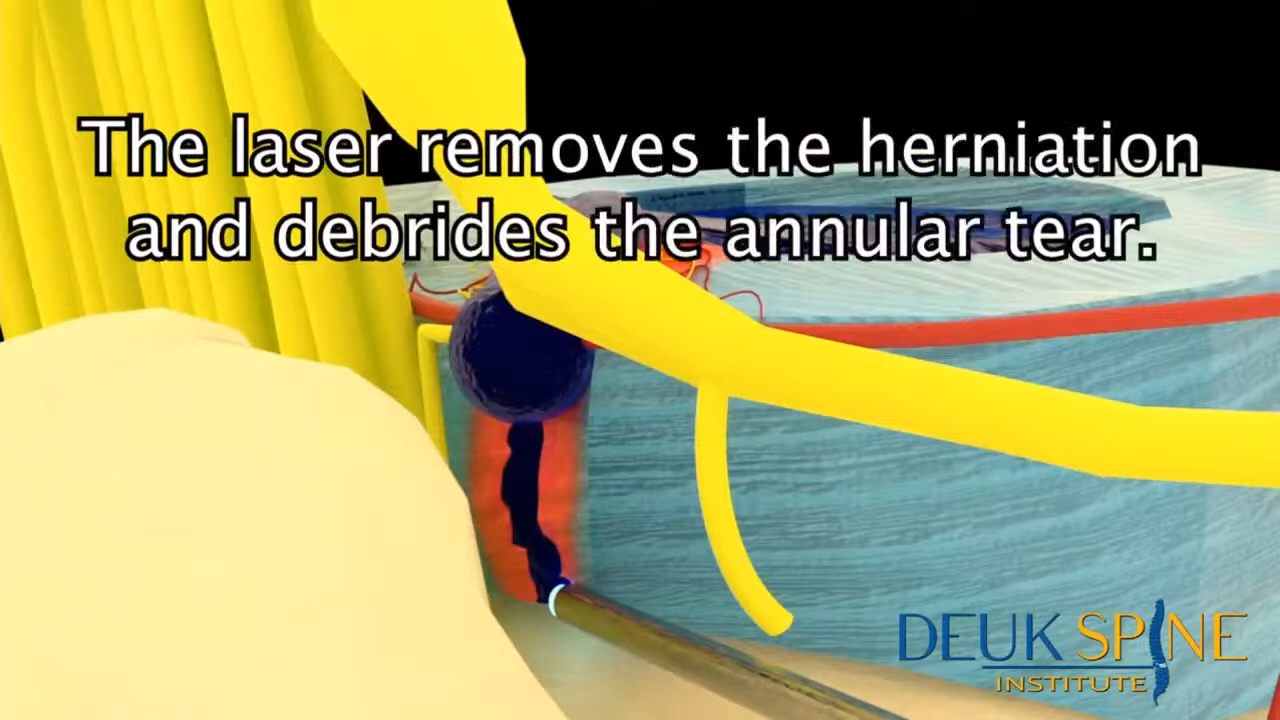 The laser removes the herniation
and debrides the annular tear.
DEUK SPINE
INSTITUTE